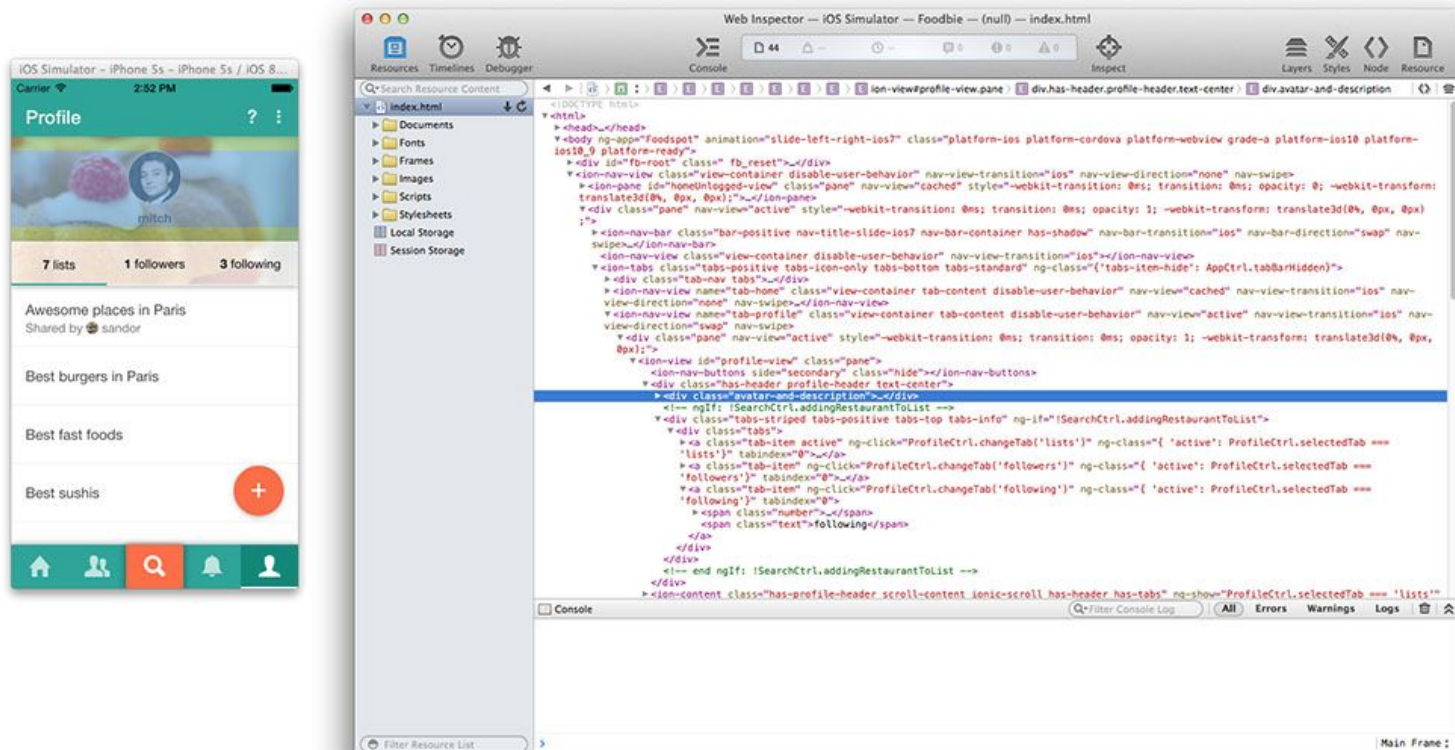 iOS Simulator – iPhone 5s – iPhone 5s / iOS 8...
Carrier 2:52 PM
Profile ?
mitch
7 lists 1 followers 3 following
Awesome places in Paris
Shared by sandor
Best burgers in Paris
Best fast foods
Best sushis
+
Web Inspector — iOS Simulator — Foodbie — (null) — index.html
Resources Timelines Debugger Console 44 0 0 0 Inspect Layers Styles Node Resource
Search Resource Content
index.html
Documents
Fonts
Frames
Images
Scripts
Stylesheets
Local Storage
Session Storage
Filter Resource List
E E E E E E E ion-view#profile-view.pane E div.has-header.profile-header.text-center E div.avatar-and-description
<!DOCTYPE html>
<html>
<head>…</head>
<body ng-app="Foodspot" animation="slide-left-right-ios7" class="platform-ios platform-cordova platform-webview grade-a platform-ios10 platform-
ios10_9 platform-ready">
<div id="fb-root" class=" fb_reset">…</div>
<ion-nav-view class="view-container disable-user-behavior" nav-view-transition="ios" nav-view-direction="none" nav-swipe>
<ion-pane id="homeUnlogged-view" class="pane" nav-view="cached" style="-webkit-transition: 0ms; transition: 0ms; opacity: 0; -webkit-transform:
translate3d(0%, 0px, 0px);">…</ion-pane>
<div class="pane" nav-view="active" style="-webkit-transition: 0ms; transition: 0ms; opacity: 1; -webkit-transform: translate3d(0%, 0px, 0px)
;">
<ion-nav-bar class="bar-positive nav-title-slide-ios7 nav-bar-container has-shadow" nav-bar-transition="ios" nav-bar-direction="swap" nav-
swipe>…</ion-nav-bar>
<ion-nav-view class="view-container disable-user-behavior" nav-view-transition="ios"></ion-nav-view>
<ion-tabs class="tabs-positive tabs-icon-only tabs-bottom tabs-standard" ng-class="{'tabs-item-hide': AppCtrl.tabBarHidden}">
<div class="tab-nav tabs">…</div>
<ion-nav-view name="tab-home" class="view-container tab-content disable-user-behavior" nav-view="cached" nav-view-transition="ios" nav-
view-direction="none" nav-swipe>…</ion-nav-view>
<ion-nav-view name="tab-profile" class="view-container tab-content disable-user-behavior" nav-view="active" nav-view-transition="ios" nav-
view-direction="swap" nav-swipe>
<div class="pane" nav-view="active" style="-webkit-transition: 0ms; transition: 0ms; opacity: 1; -webkit-transform: translate3d(0%, 0px,
0px);">
<ion-view id="profile-view" class="pane">
<ion-nav-buttons side="secondary" class="hide"></ion-nav-buttons>
<div class="has-header profile-header text-center">
<div class="avatar-and-description">…</div>
<!-- ngIf: !SearchCtrl.addingRestaurantToList -->
<div class="tabs-striped tabs-positive tabs-top tabs-info" ng-if="!SearchCtrl.addingRestaurantToList">
<div class="tabs">
<a class="tab-item active" ng-click="ProfileCtrl.changeTab('lists')" ng-class="{ 'active': ProfileCtrl.selectedTab ===
'lists'}" tabindex="0">…</a>
<a class="tab-item" ng-click="ProfileCtrl.changeTab('followers')" ng-class="{ 'active': ProfileCtrl.selectedTab ===
'followers'}" tabindex="0">…</a>
<a class="tab-item" ng-click="ProfileCtrl.changeTab('following')" ng-class="{ 'active': ProfileCtrl.selectedTab ===
'following'}" tabindex="0">
<span class="number">…</span>
<span class="text">following</span>
</a>
</div>
</div>
<!-- end ngIf: !SearchCtrl.addingRestaurantToList -->
</div>
<ion-content class="has-profile-header scroll-content ionic-scroll has-header has-tabs" ng-show="ProfileCtrl.selectedTab === 'lists'"
Console Filter Console Log All Errors Warnings Logs
Main Frame